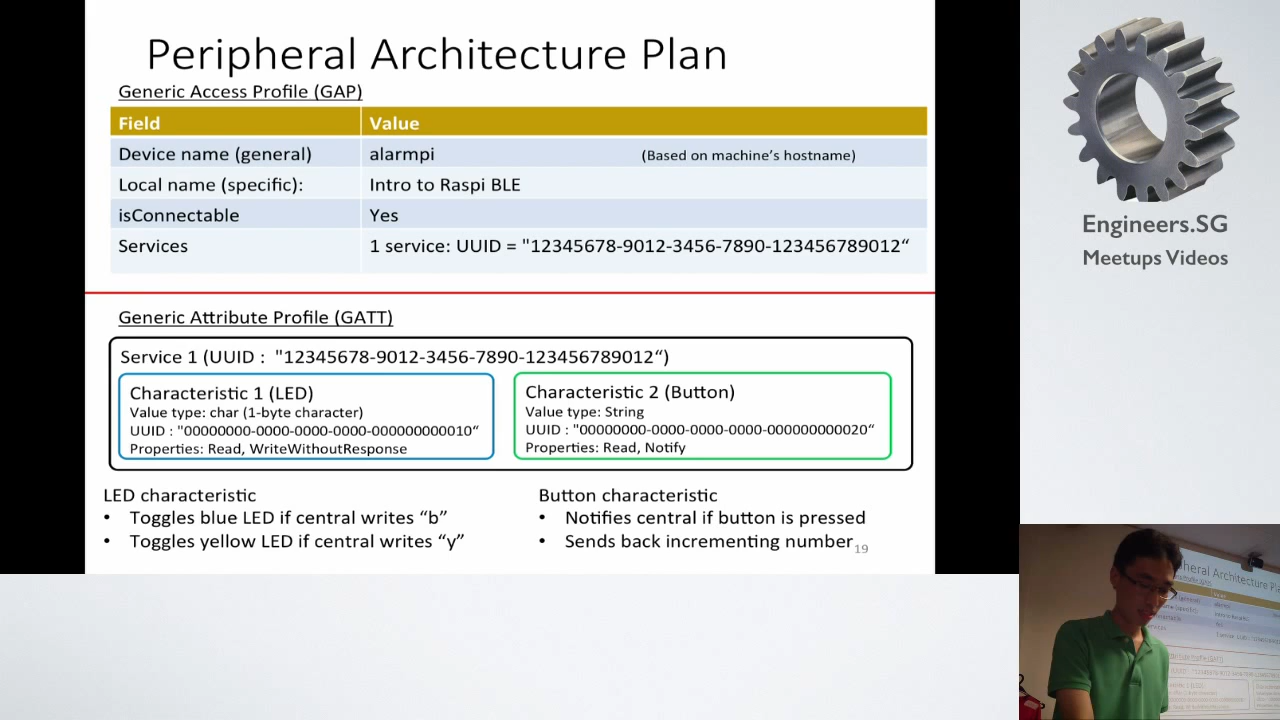 Peripheral Architecture Plan
Generic Access Profile (GAP)
Field Value
Device name (general) alarmpi (Based on machine’s hostname)
Local name (specific): Intro to Raspi BLE
isConnectable Yes
Services 1 service: UUID = "12345678-9012-3456-7890-123456789012“
Generic Attribute Profile (GATT)
Service 1 (UUID : "12345678-9012-3456-7890-123456789012“)
Characteristic 1 (LED)
Value type: char (1-byte character)
UUID : "00000000-0000-0000-0000-000000000010“
Properties: Read, WriteWithoutResponse
Characteristic 2 (Button)
Value type: String
UUID : "00000000-0000-0000-0000-000000000020“
Properties: Read, Notify
LED characteristic
• Toggles blue LED if central writes “b”
• Toggles yellow LED if central writes “y”
Button characteristic
• Notifies central if button is pressed
• Sends back incrementing number
19
Engineers.SG
Meetups Videos
Peripheral Architecture Pla